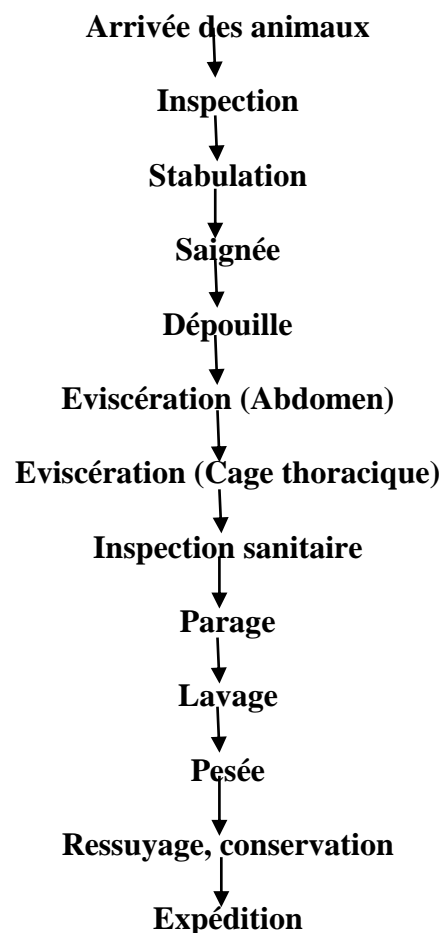 Arrivée des animaux
Inspection
Stabulation
Saignée
Dépouille
Eviscération (Abdomen)
Eviscération (Cage thoracique)
Inspection sanitaire
Parage
Lavage
Pesée
Ressuyage, conservation
Expédition